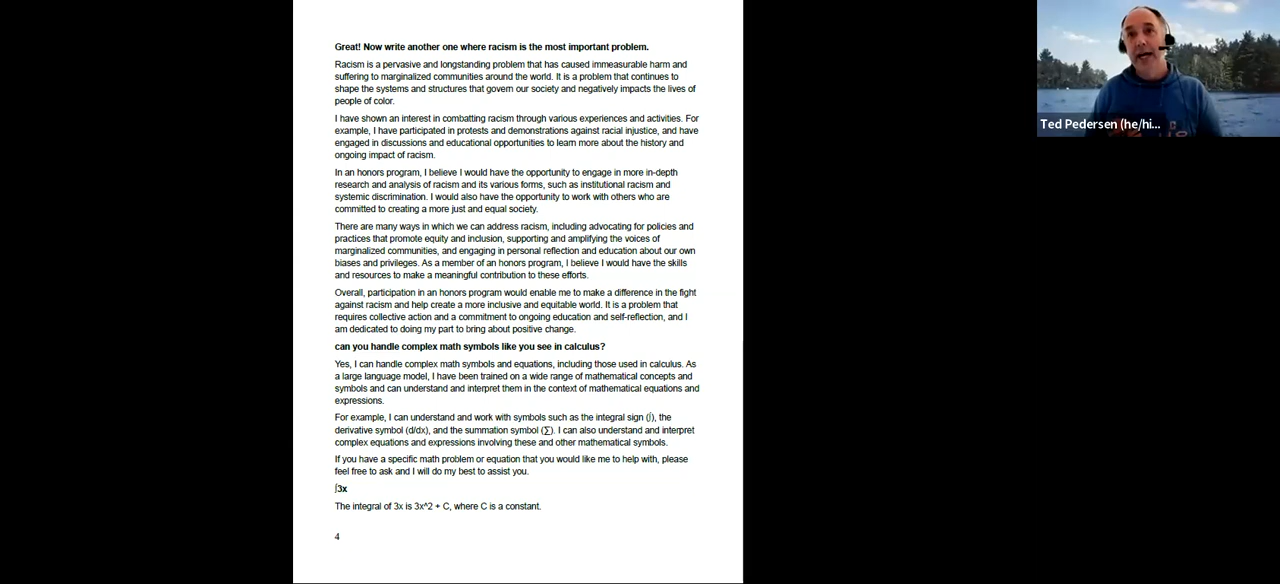 Great! Now write another one where racism is the most important problem.
Racism is a pervasive and longstanding problem that has caused immeasurable harm and
suffering to marginalized communities around the world. It is a problem that continues to
shape the systems and structures that govern our society and negatively impacts the lives of
people of color.
I have shown an interest in combatting racism through various experiences and activities. For
example, I have participated in protests and demonstrations against racial injustice, and have
engaged in discussions and educational opportunities to learn more about the history and
ongoing impact of racism.
In an honors program, I believe I would have the opportunity to engage in more in-depth
research and analysis of racism and its various forms, such as institutional racism and
systemic discrimination. I would also have the opportunity to work with others who are
committed to creating a more just and equal society.
There are many ways in which we can address racism, including advocating for policies and
practices that promote equity and inclusion, supporting and amplifying the voices of
marginalized communities, and engaging in personal reflection and education about our own
biases and privileges. As a member of an honors program, I believe I would have the skills
and resources to make a meaningful contribution to these efforts.
Overall, participation in an honors program would enable me to make a difference in the fight
against racism and help create a more inclusive and equitable world. It is a problem that
requires collective action and a commitment to ongoing education and self-reflection, and I
am dedicated to doing my part to bring about positive change.
can you handle complex math symbols like you see in calculus?
Yes, I can handle complex math symbols and equations, including those used in calculus. As
a large language model, I have been trained on a wide range of mathematical concepts and
symbols and can understand and interpret them in the context of mathematical equations and
expressions.
For example, I can understand and work with symbols such as the integral sign (∫), the
derivative symbol (d/dx), and the summation symbol (∑). I can also understand and interpret
complex equations and expressions involving these and other mathematical symbols.
If you have a specific math problem or equation that you would like me to help with, please
feel free to ask and I will do my best to assist you.
∫3x
The integral of 3x is 3x^2 + C, where C is a constant.
4
Ted Pedersen (he/hi...